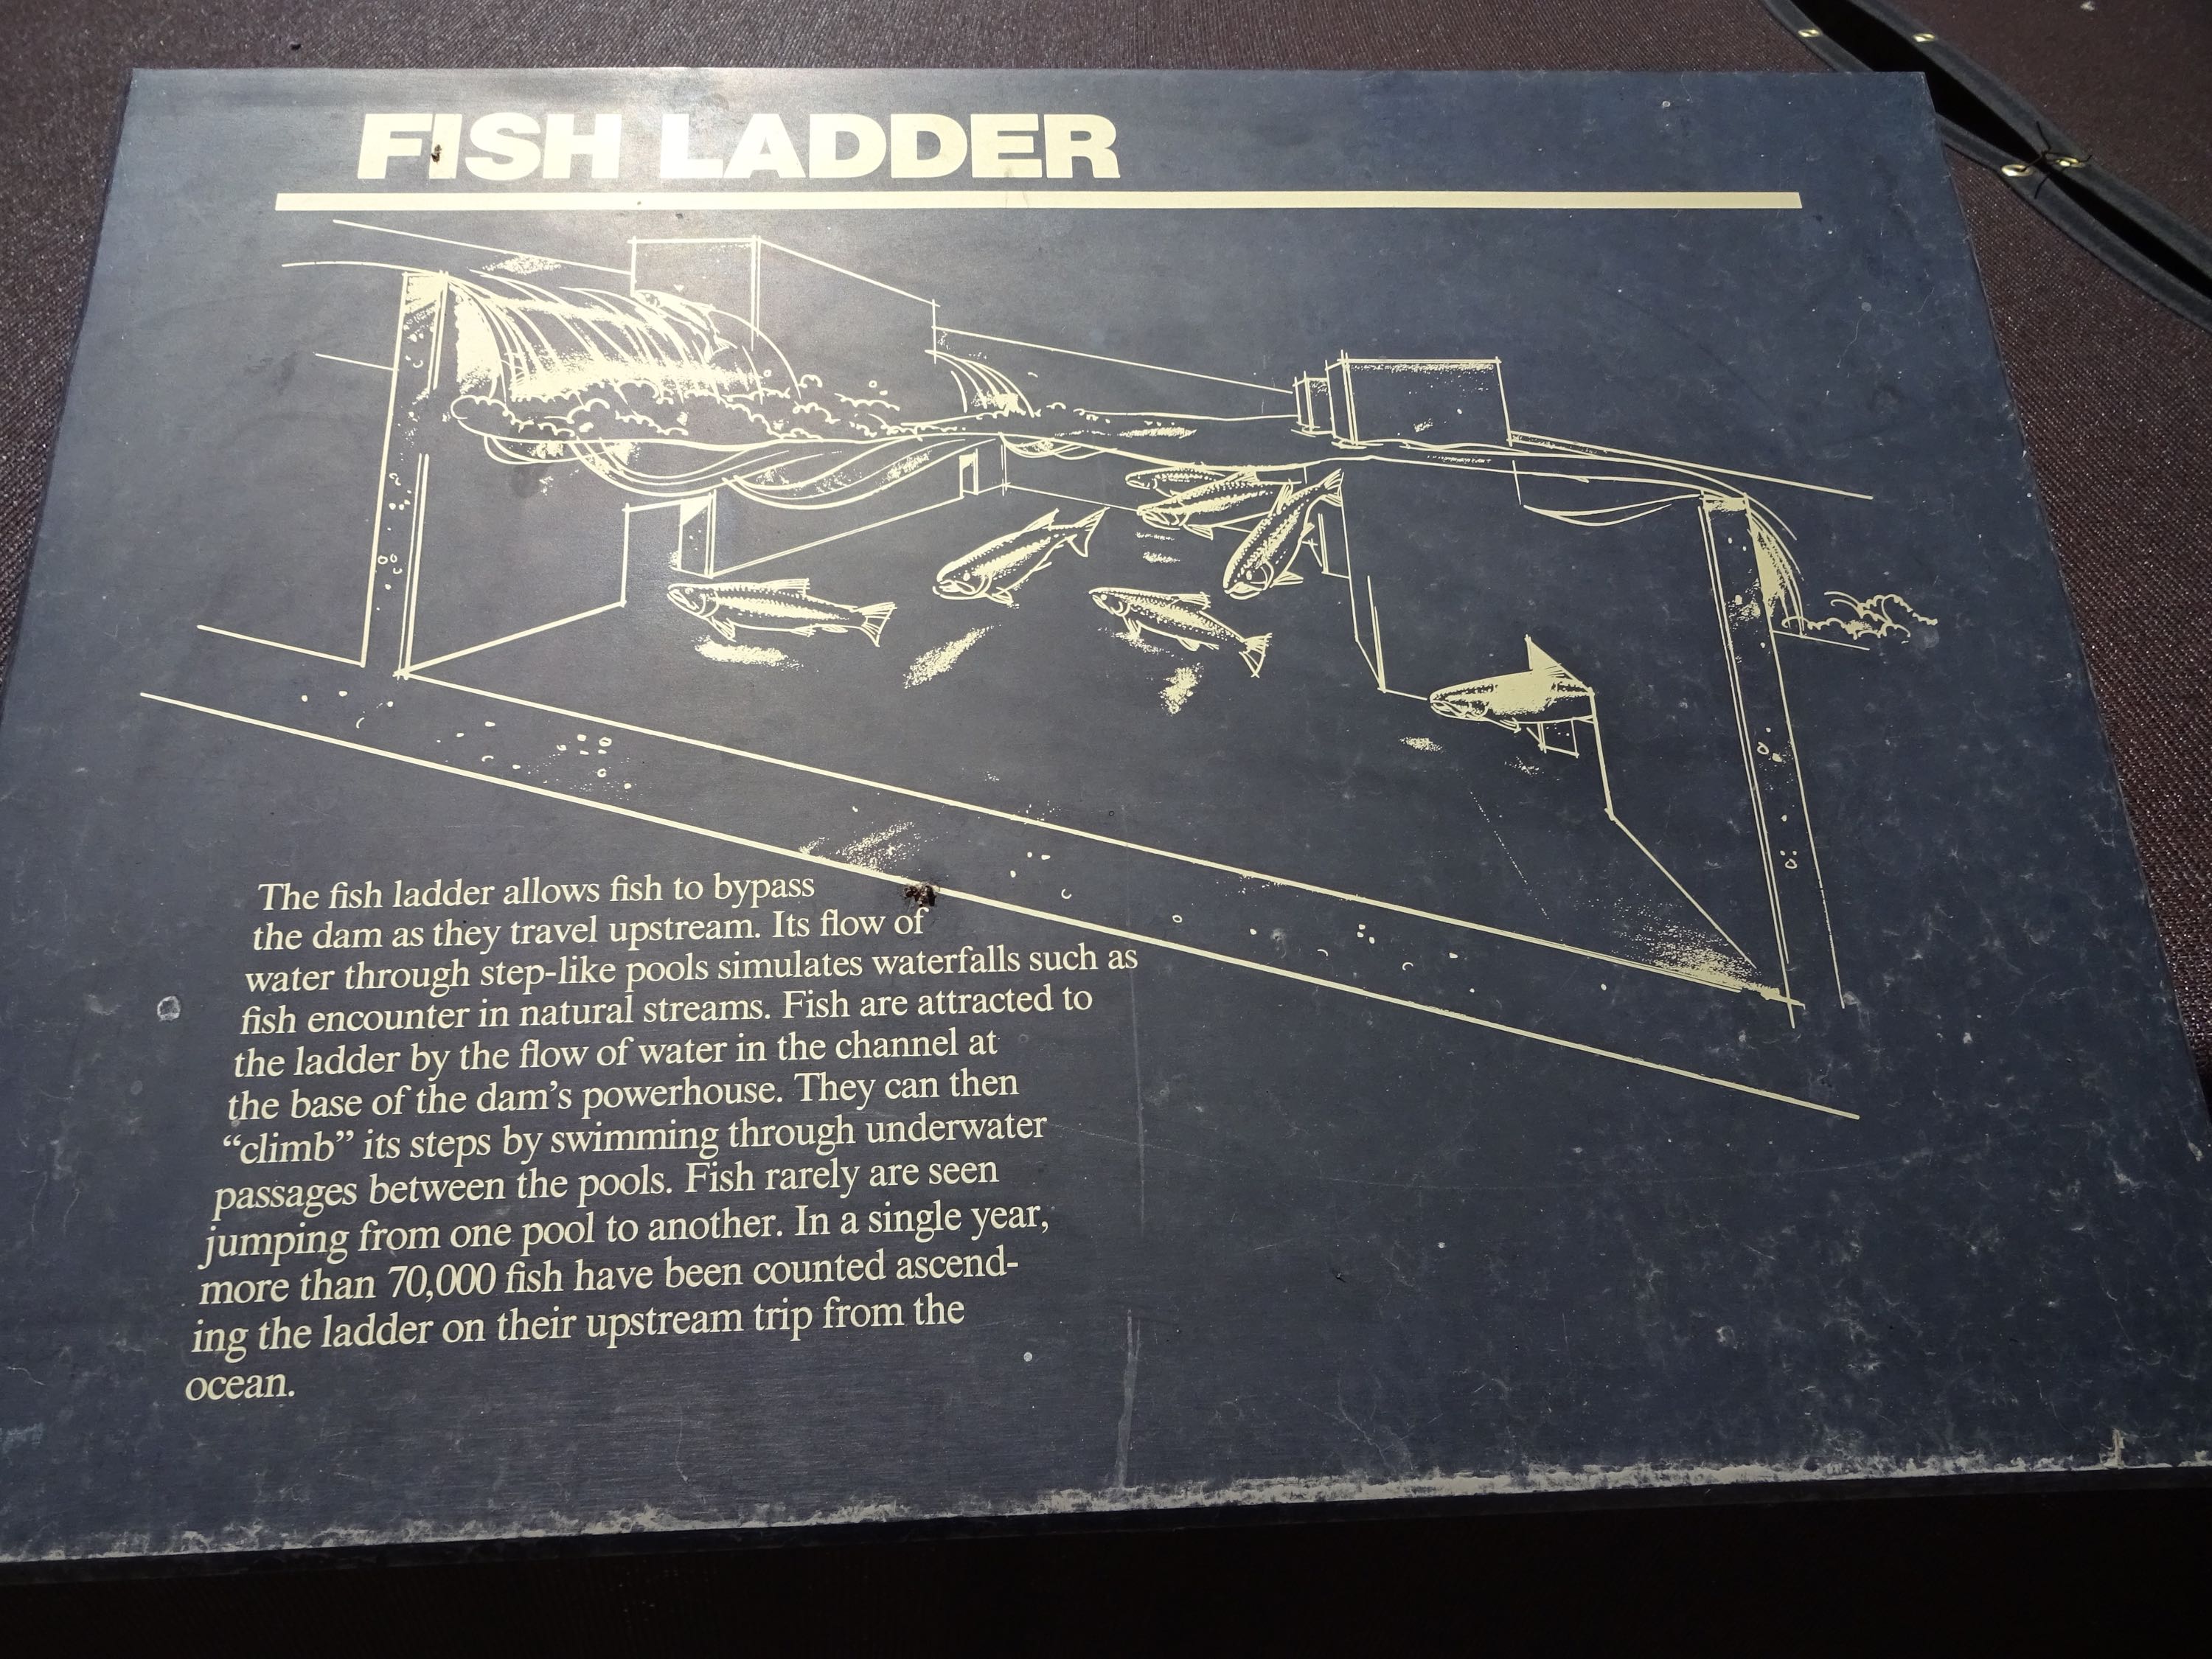 FISH LADDER
The fish ladder allows fish to bypass
the dam as they travel upstream. Its flow of
water through step-like pools simulates waterfalls such as
fish encounter in natural streams. Fish are attracted to
the ladder by the flow of water in the channel at
the base of the dam’s powerhouse. They can then
“climb” its steps by swimming through underwater
passages between the pools. Fish rarely are seen
jumping from one pool to another. In a single year,
more than 70,000 fish have been counted ascend-
ing the ladder on their upstream trip from the
ocean.